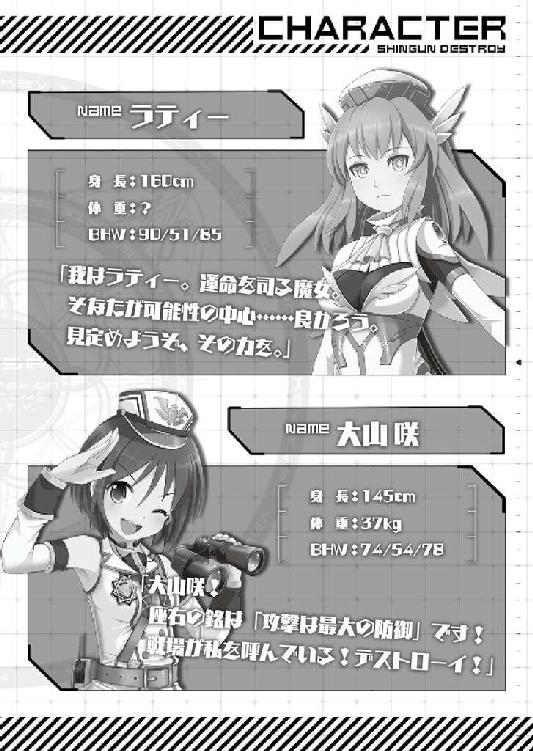 CHARACTER
SHINGUN DESTROY
Name ラティー
身 長:160cm
体 重:?
BHW:90/51/85
「我はラティー。運命を司る魔女。
そなたが可能性の中心……良かろう。
見定めようぞ、その力を。」
Name 大山 咲
身 長:145cm
体 重:37kg
BHW:74/54/78
「大山咲！
座右の銘は「攻撃は最大の防御」です！
戦場が私を呼んでいる！デストローイ！」